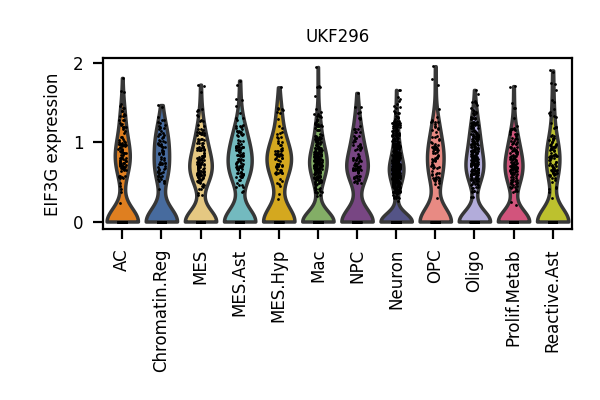 UKF296
EIF3G expression
2
1
0
AC
Chromatin.Reg
MES
MES.Ast
MES.Hyp
Mac
NPC
Neuron
OPC
Oligo
Prolif.Metab
Reactive.Ast